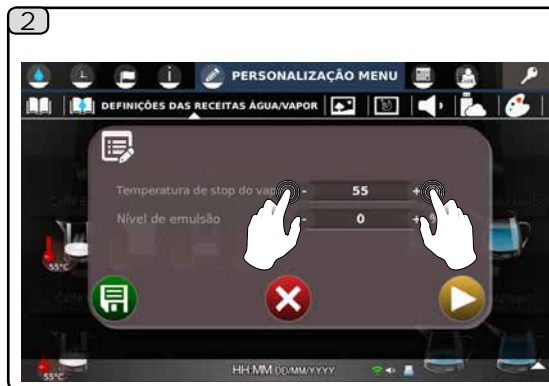 2
PERSONALIZAÇÃO MENU
DEFINIÇÕES DAS RECEITAS ÁGUA/VAPOR
Temperatura de stop do vap
- 55 +
Nível de emulsão
- 0 + %
55°C
55°C
HH:MM DD/MM/YYYY